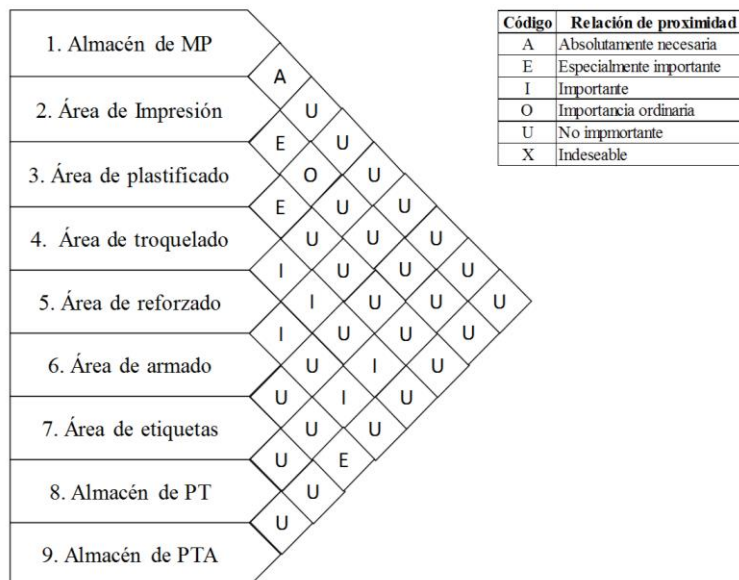 1. Almacén de MP
A
2. Área de Impresión U
E U
3. Área de plastificado O U
E U U
4. Área de troquelado U U U
I U U U
5. Área de reforzado I U U U
I U U U
6. Área de armado U I U
U I U
7. Área de etiquetas U U
U E
8. Almacén de PT U
U
9. Almacén de PTA
Código Relación de proximidad
A Absolutamente necesaria
E Especialmente importante
I Importante
O Importancia ordinaria
U No impmortante
X Indeseable